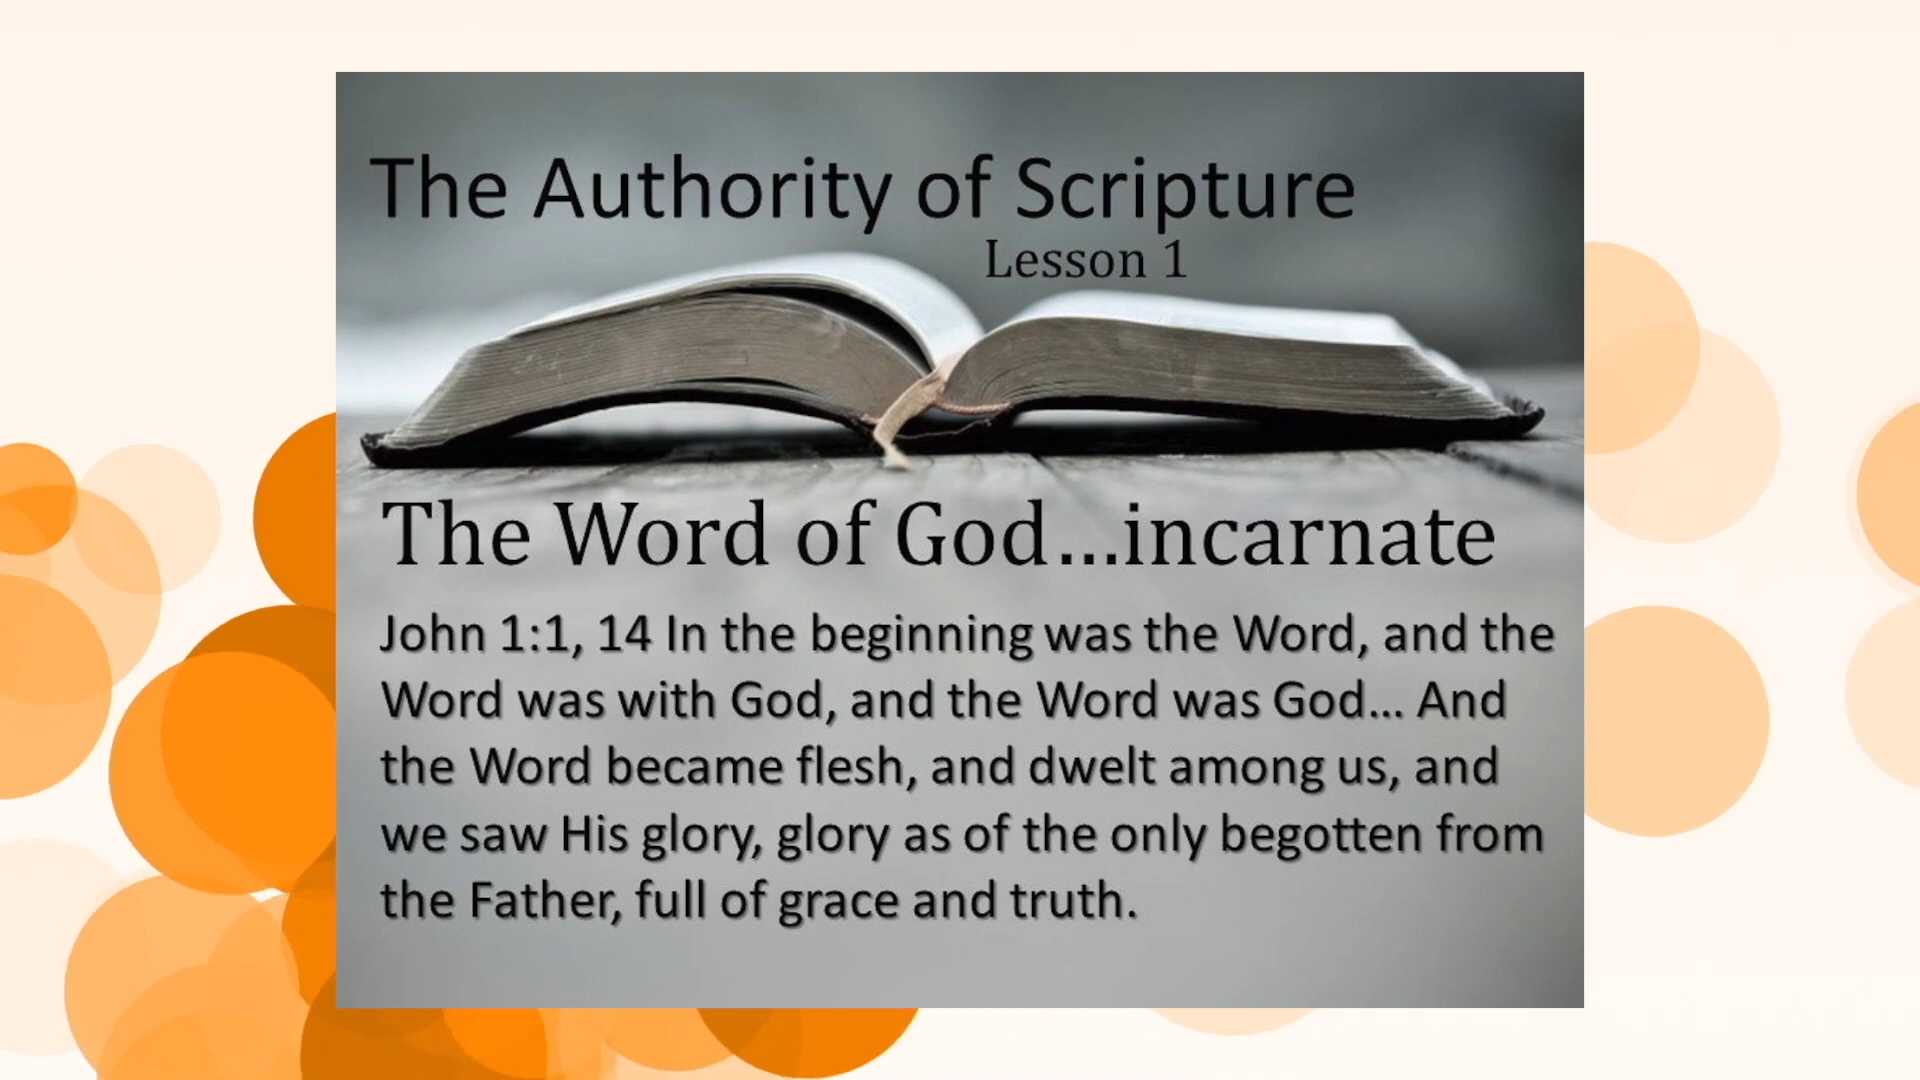 The Authority of Scripture
Lesson 1
The Word of God...incarnate
John 1:1, 14 In the beginning was the Word, and the
Word was with God, and the Word was God... And
the Word became flesh, and dwelt among us, and
we saw His glory, glory as of the only begotten from
the Father, full of grace and truth.